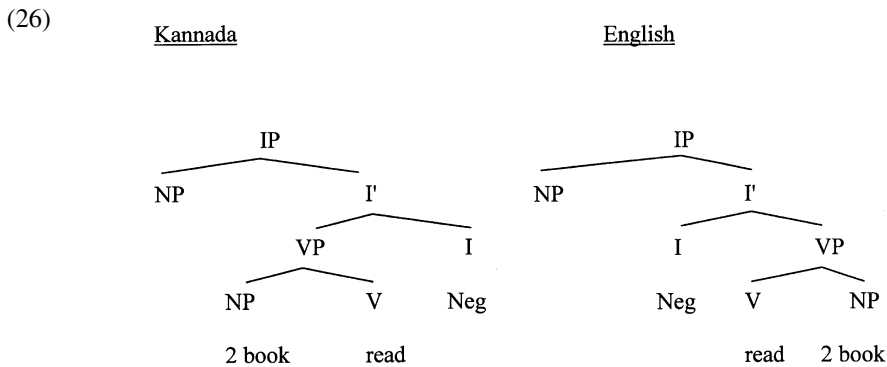 (26)
Kannada English
IP IP
NP I' NP I'
VP I I VP
NP V Neg Neg V NP
2 book read read 2 book